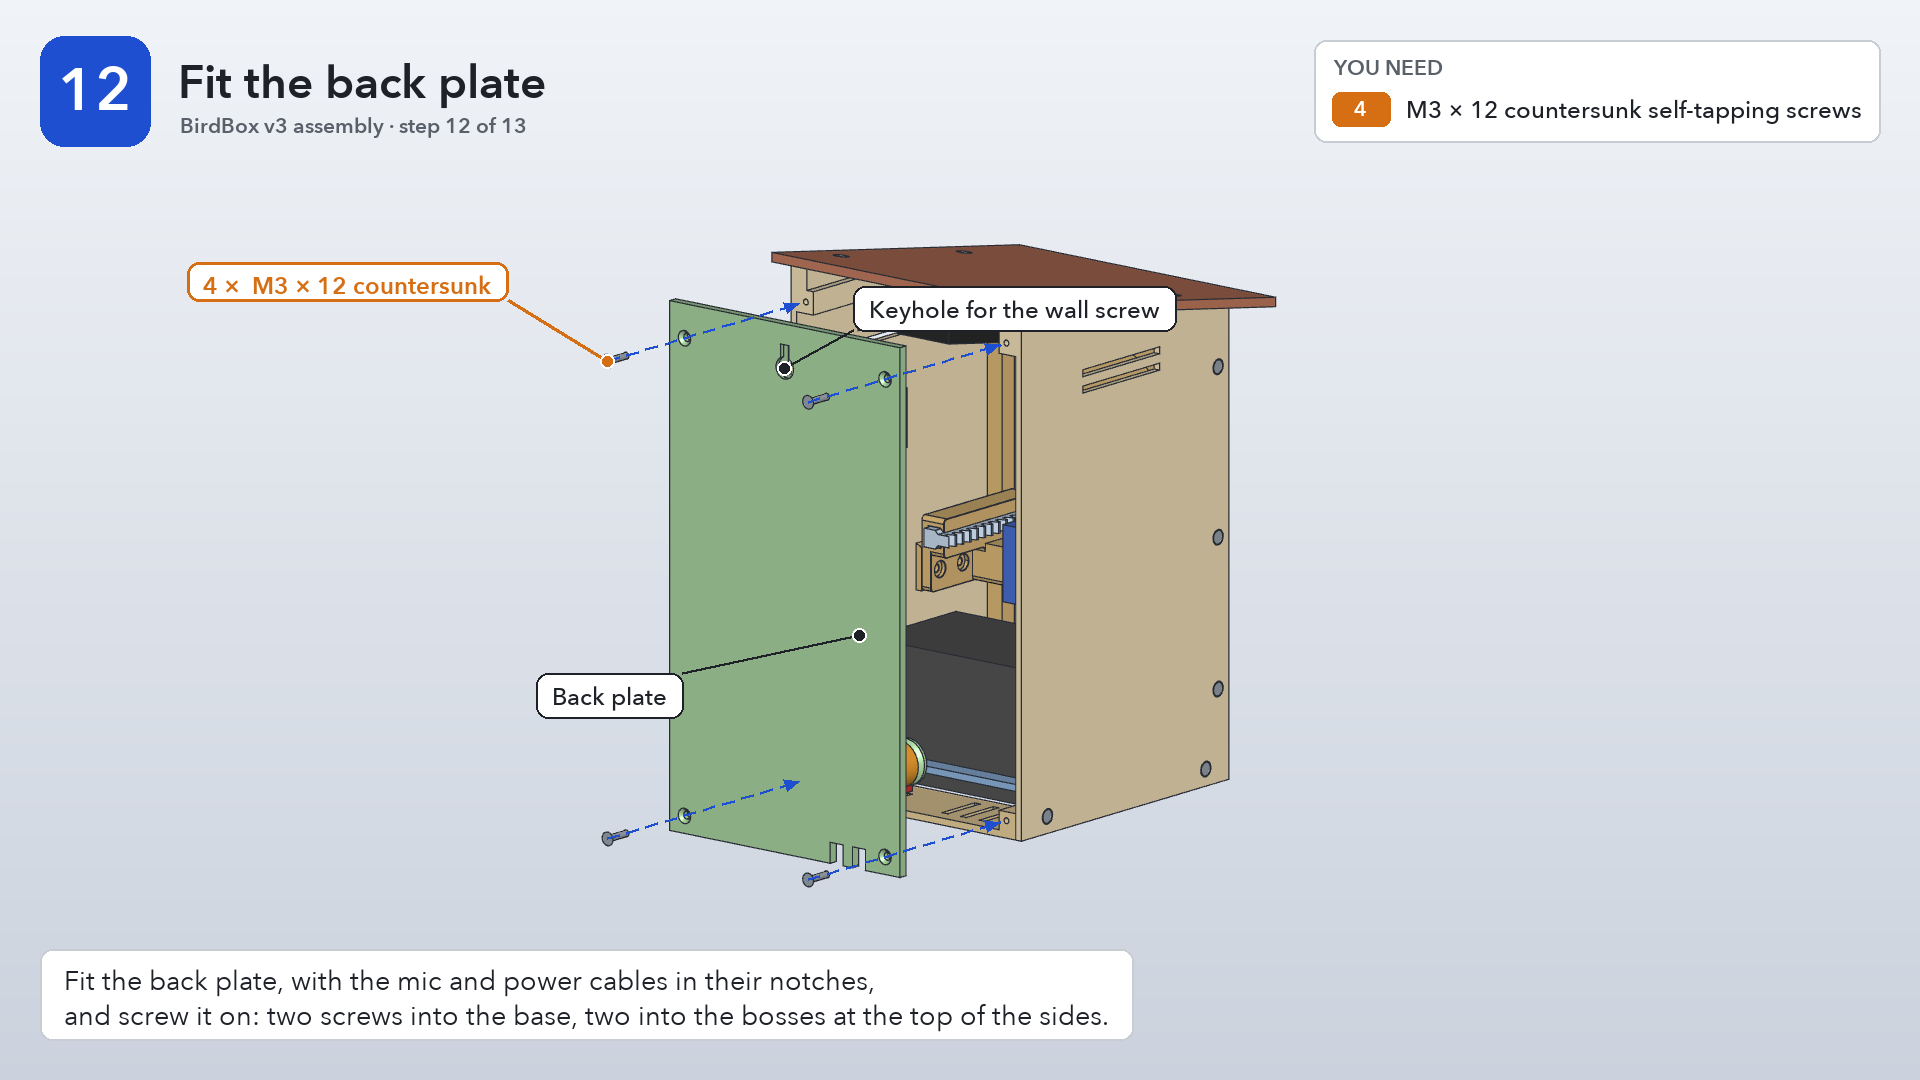 12
Fit the back plate
BirdBox v3 assembly · step 12 of 13
YOU NEED
4 M3 × 12 countersunk self-tapping screws
4 × M3 × 12 countersunk
Keyhole for the wall screw
Back plate
Fit the back plate, with the mic and power cables in their notches,
and screw it on: two screws into the base, two into the bosses at the top of the sides.